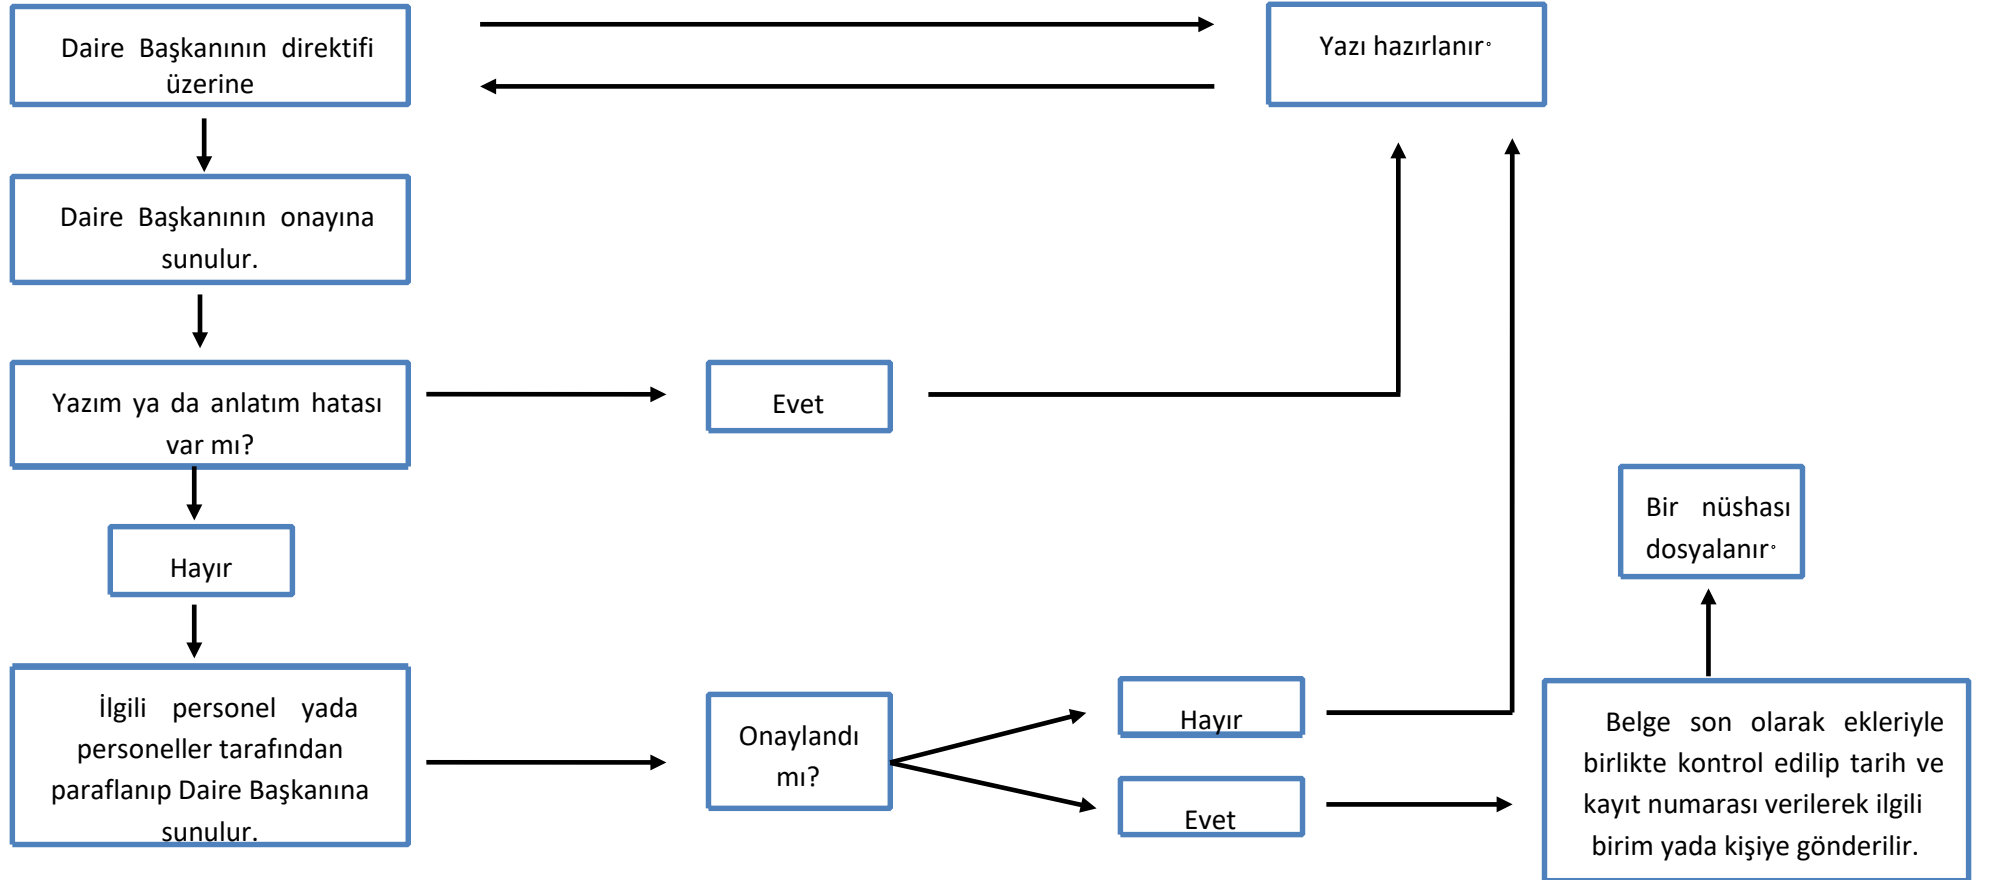 Daire Başkanının direktifi
üzerine
Yazı hazırlanır.
Daire Başkanının onayına
sunulur.
Yazım ya da anlatım hatası
var mı?
Evet
Hayır
Bir nüshası
dosyalanır.
İlgili personel yada
personeller tarafından
paraflanıp Daire Başkanına
sunulur.
Onaylandı
mı?
Hayır
Evet
Belge son olarak ekleriyle
birlikte kontrol edilip tarih ve
kayıt numarası verilerek ilgili
birim yada kişiye gönderilir.